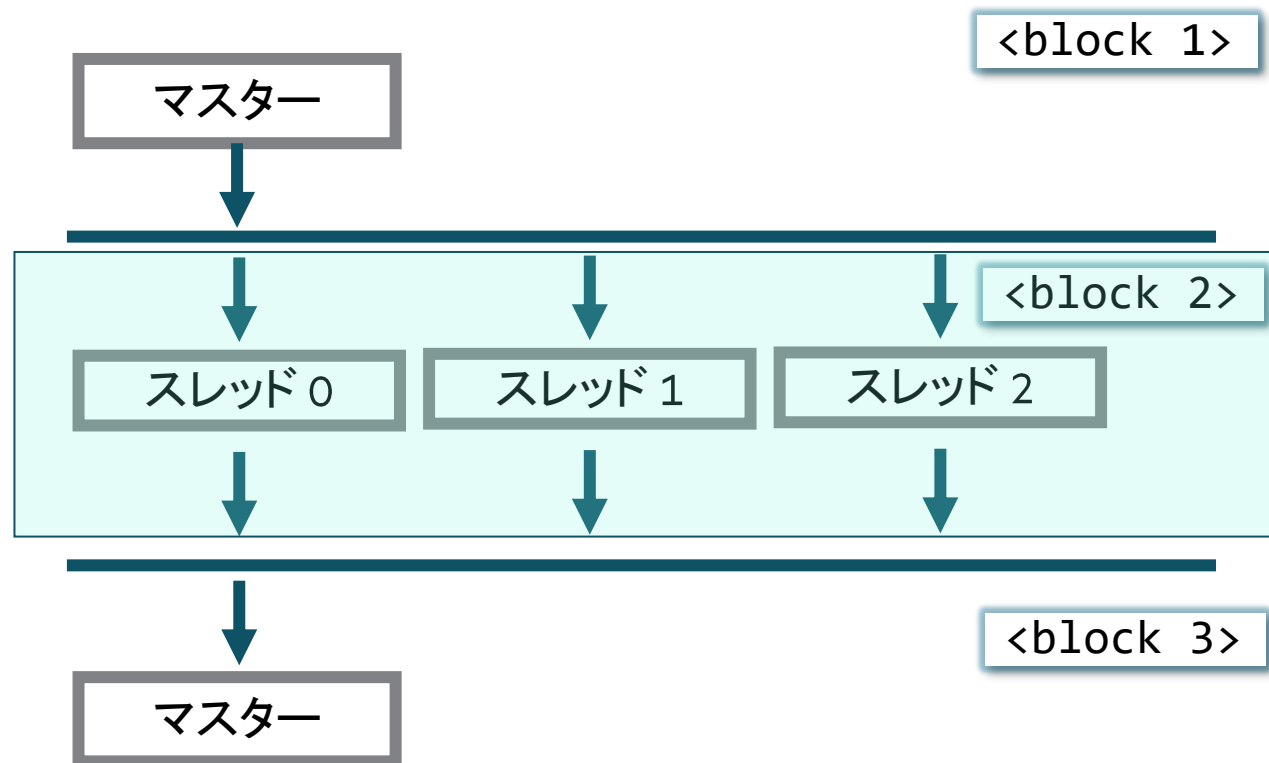 <block 1>
マスター
<block 2>
スレッド 0
スレッド 1
スレッド 2
<block 3>
マスター